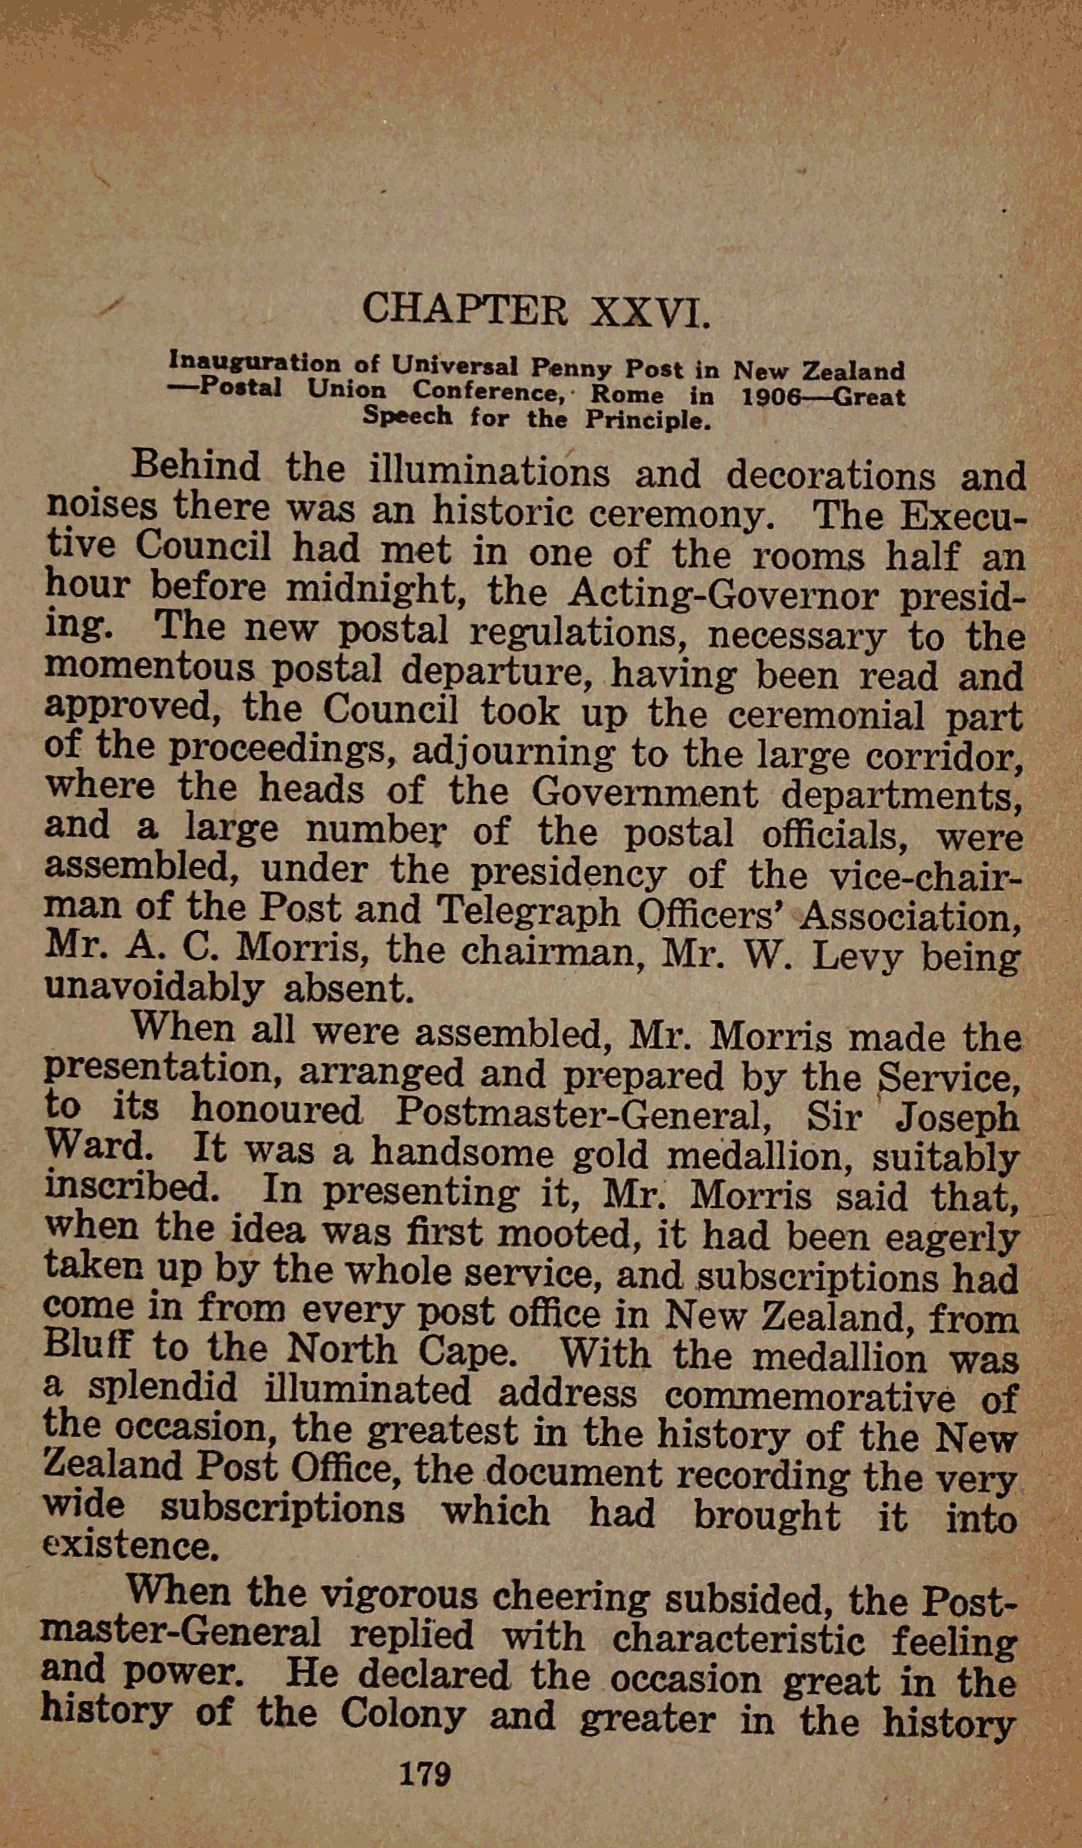 CHAPTER XXVI.
Inauguration of Universal Penny Post in New Zealand
—Postal Union Conference, Rome in 1906—Great
Speech for the Principle.
Behind the illuminations and decorations and
noises there was an historic ceremony. The Execu-
tive Council had met in one of the rooms half an
hour before midnight, the Acting-Governor presid-
ing. The new postal regulations, necessary to the
momentous postal departure, having been read and
approved, the Council took up the ceremonial part
of the proceedings, adjourning to the large corridor,
where the heads of the Government departments,
and a large number of the postal officials, were
assembled, under the presidency of the vice-chair-
man of the Post and Telegraph Officers' Association,
Mr. A. C. Morris, the chairman, Mr. W. Levy being
unavoidably absent.
When all were assembled, Mr. Morris made the
presentation, arranged and prepared by the Service,
to its honoured Postmaster-General, Sir Joseph
Ward. It was a handsome gold medallion, suitably
inscribed. In presenting it, Mr. Morris said that,
when the idea was first mooted, it had been eagerly
taken up by the whole service, and subscriptions had
come in from every post office in New Zealand, from
Bluff to the North Cape. With the medallion was
a splendid illuminated address commemorative of
the occasion, the greatest in the history of the New
Zealand Post Office, the document recording the very
wide subscriptions which had brought it into
existence.
When the vigorous cheering subsided, the Post-
master-General replied with characteristic feeling
and power. He declared the occasion great in the
history of the Colony and greater in the history
179